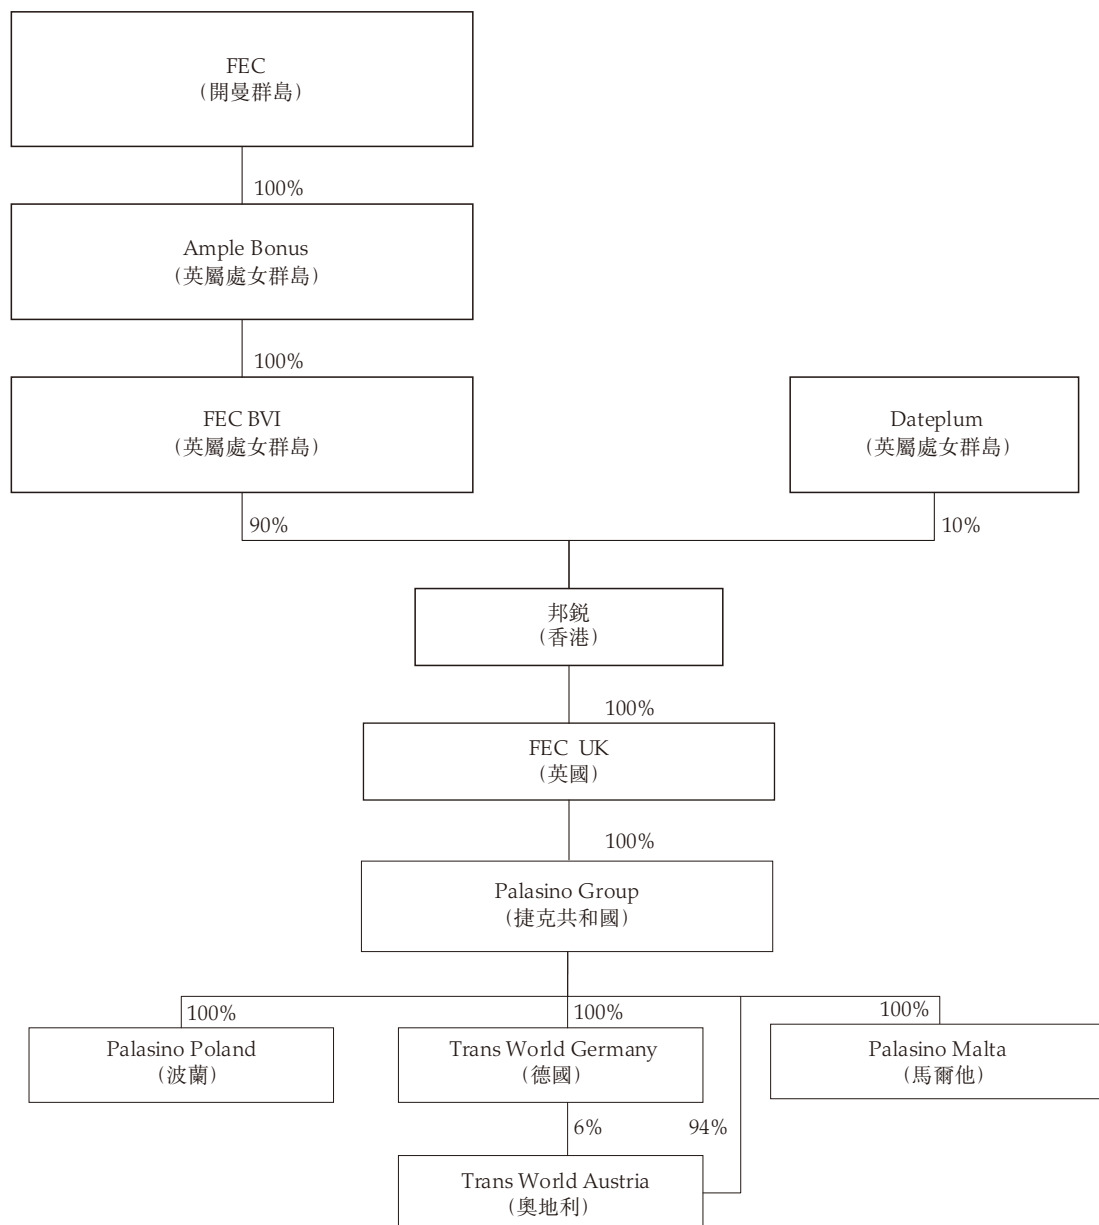 FEC
（開曼群島）
100%
Ample Bonus
（英屬處女群島）
100%
FEC BVI
（英屬處女群島）
Dateplum
（英屬處女群島）
90%
10%
邦銳
（香港）
100%
FEC UK
（英國）
100%
Palasino Group
（捷克共和國）
100%
100%
100%
Palasino Poland
（波蘭）
Trans World Germany
（德國）
Palasino Malta
（馬爾他）
6%
94%
Trans World Austria
（奧地利）